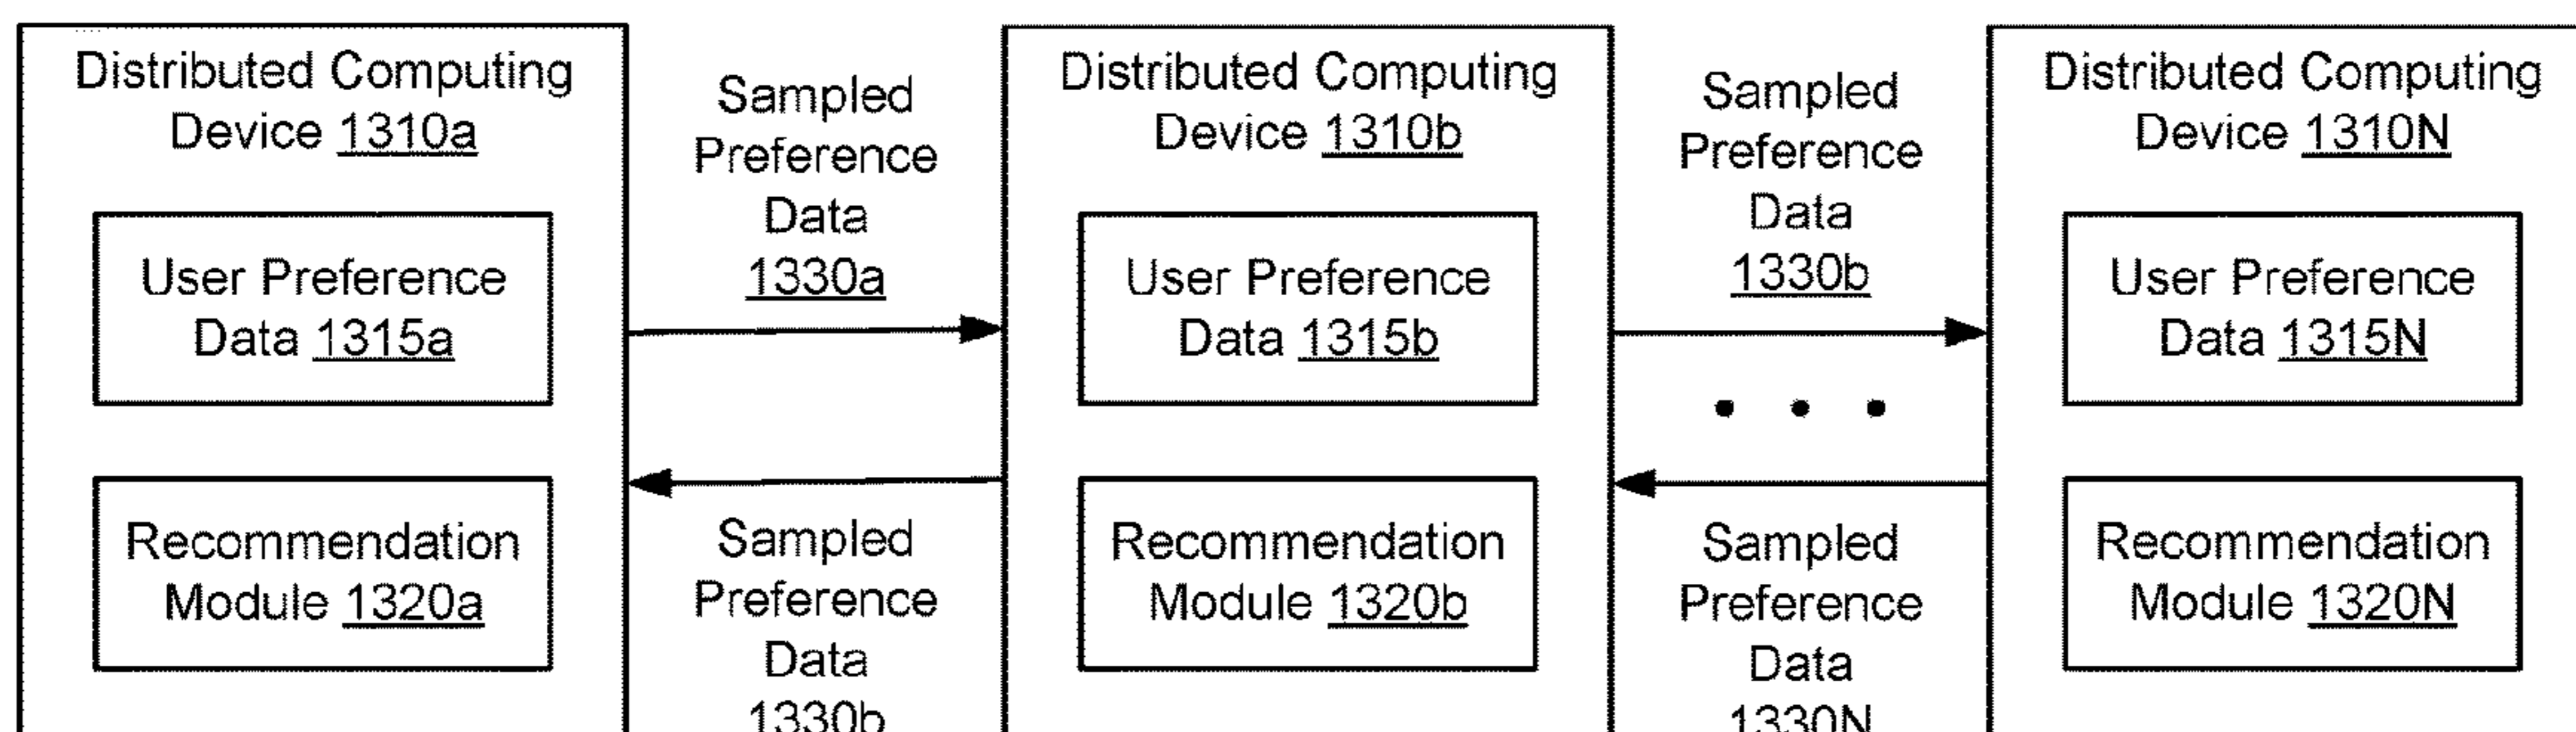 Distributed Computing
Device 1310a
User Preference
Data 1315a
Recommendation
Module 1320a
Sampled
Preference
Data
1330a
Sampled
Preference
Data
1330b
Distributed Computing
Device 1310b
User Preference
Data 1315b
Recommendation
Module 1320b
Sampled
Preference
Data
1330b
Sampled
Preference
Data
1330N
Distributed Computing
Device 1310N
User Preference
Data 1315N
Recommendation
Module 1320N